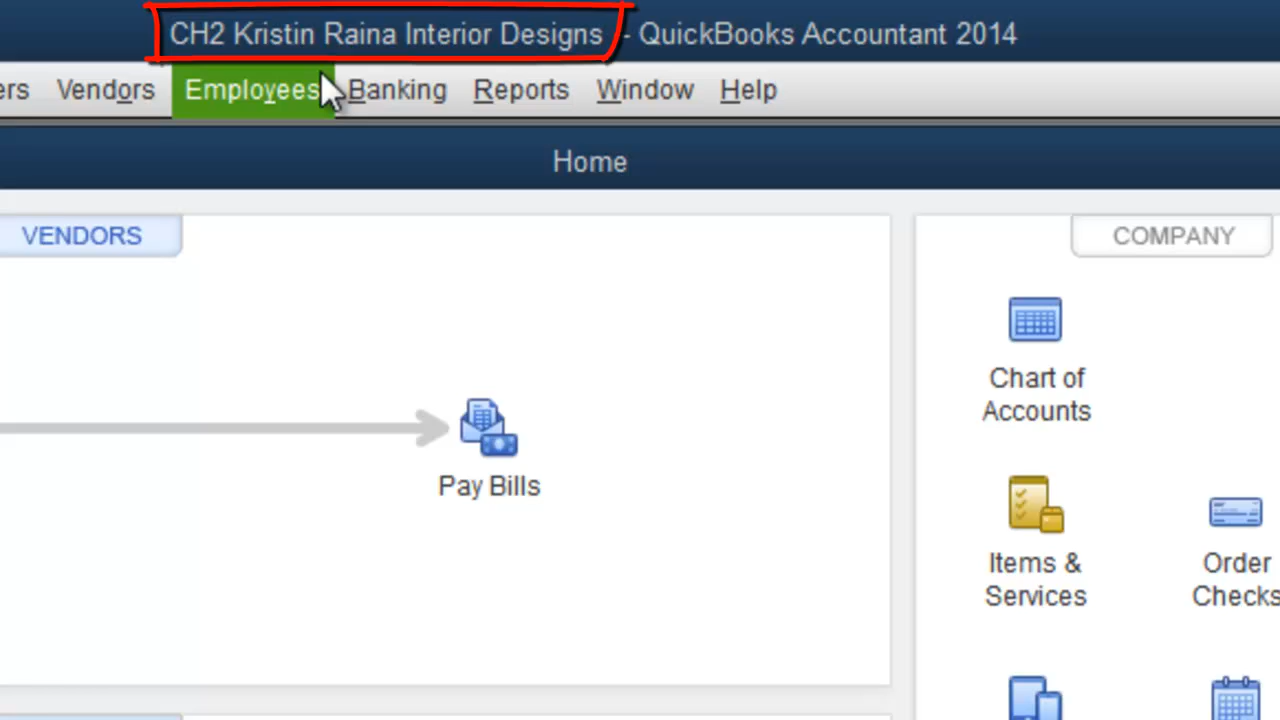 CH2 Kristin Raina Interior Designs - QuickBooks Accountant 2014
ers Vendors Employees Banking Reports Window Help
Home
VENDORS
COMPANY
Chart of
Accounts
Pay Bills
Items &
Services
Order
Checks